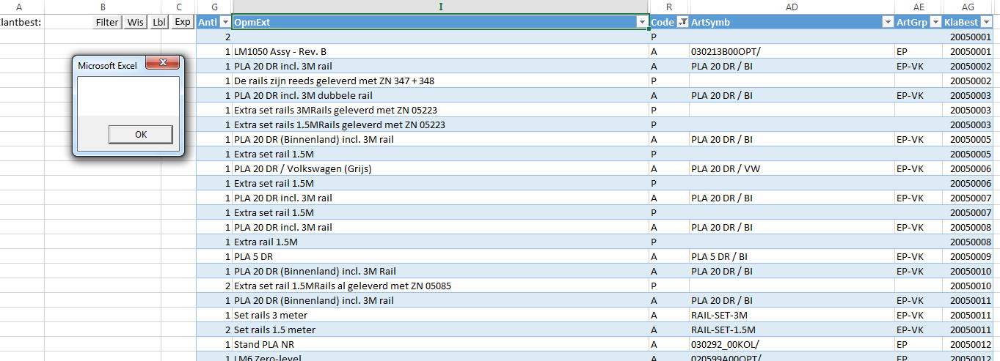 A B C G I R AD AE AG
lantbest: Filter Wis Lbl Exp Antl OpmExt Code ArtSymb ArtGrp KlaBest
2 P 20050001
1 LM1050 Assy - Rev. B A 030213B00OPT/ EP 20050001
Microsoft Excel
OK
1 PLA 20 DR incl. 3M rail A PLA 20 DR / BI EP-VK 20050002
1 De rails zijn reeds geleverd met ZN 347 + 348 P 20050002
1 PLA 20 DR incl. 3M dubbele rail A PLA 20 DR / BI EP-VK 20050003
1 Extra set rails 3MRails geleverd met ZN 05223 P 20050003
1 Extra set rails 1.5MRails geleverd met ZN 05223 P 20050003
1 PLA 20 DR (Binnenland) incl. 3M rail A PLA 20 DR / BI EP-VK 20050005
1 Extra set rail 1.5M P 20050005
1 PLA 20 DR / Volkswagen (Grijs) A PLA 20 DR / VW EP-VK 20050006
1 Extra set rail 1.5M P 20050006
1 PLA 20 DR incl. 3M rail A PLA 20 DR / BI EP-VK 20050007
1 Extra set rail 1.5M P 20050007
1 PLA 20 DR incl. 3M rail A PLA 20 DR / BI EP-VK 20050008
1 Extra rail 1.5M P 20050008
1 PLA 5 DR A PLA 5 DR / BI EP-VK 20050009
1 PLA 20 DR (Binnenland) incl. 3M Rail A PLA 20 DR / BI EP-VK 20050010
2 Extra set rail 1.5MRails al geleverd met ZN 05085 P 20050010
1 PLA 20 DR (Binnenland) incl. 3M rail A PLA 20 DR / BI EP-VK 20050011
1 Set rails 3 meter A RAIL-SET-3M EP-VK 20050011
2 Set rails 1.5 meter A RAIL-SET-1.5M EP-VK 20050011
1 Stand PLA NR A 030292_00KOL/ EP 20050012
1 LM6 Zero-level A 020599A00OPT/ EP 20050012